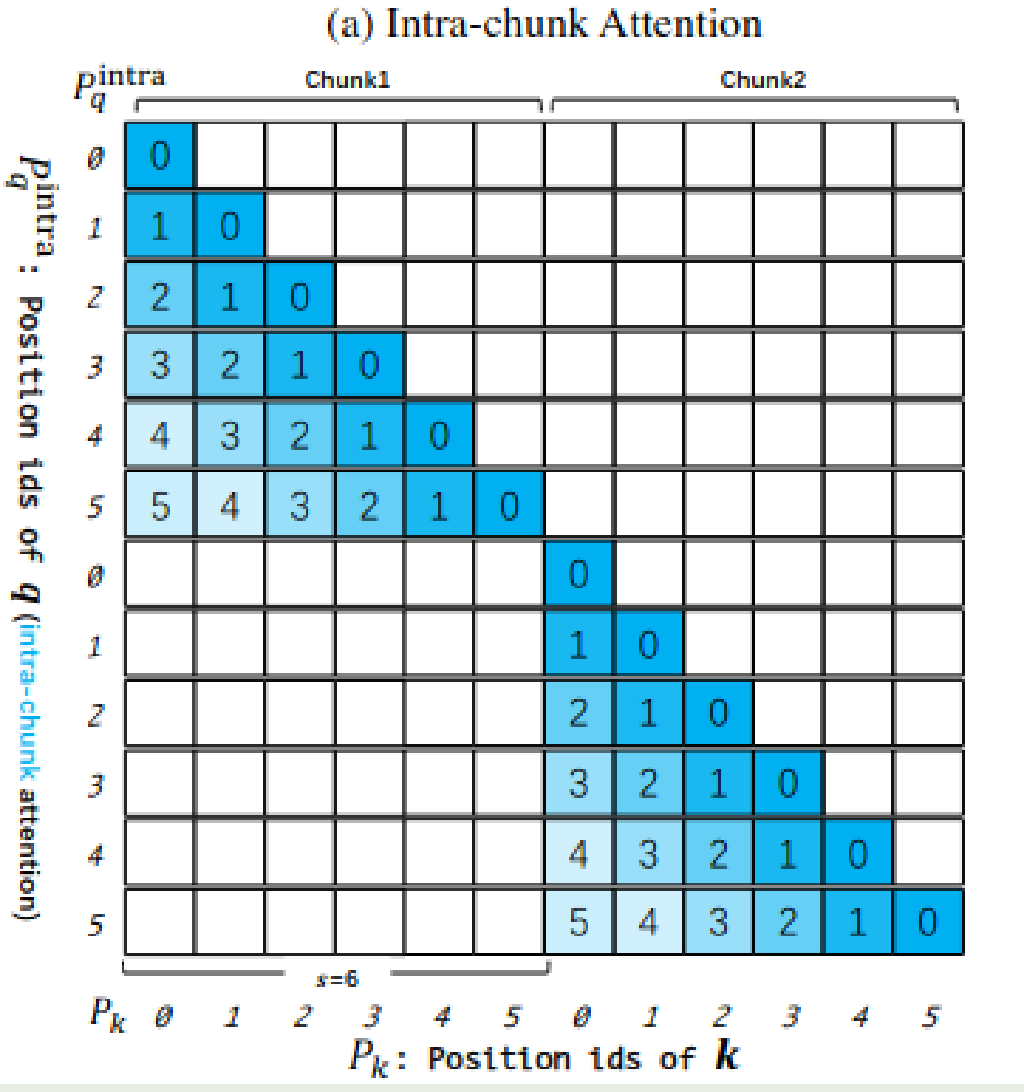 (a) Intra-chunk Attention
P_q^intra Chunk1 Chunk2
0 0
1 1 0
2 2 1 0
3 3 2 1 0
4 4 3 2 1 0
5 5 4 3 2 1 0
0 0
1 1 0
2 2 1 0
3 3 2 1 0
4 4 3 2 1 0
5 5 4 3 2 1 0
P_q^intra: Position ids of q (intra-chunk attention)
s=6
P_k 0 1 2 3 4 5 0 1 2 3 4 5
P_k: Position ids of k